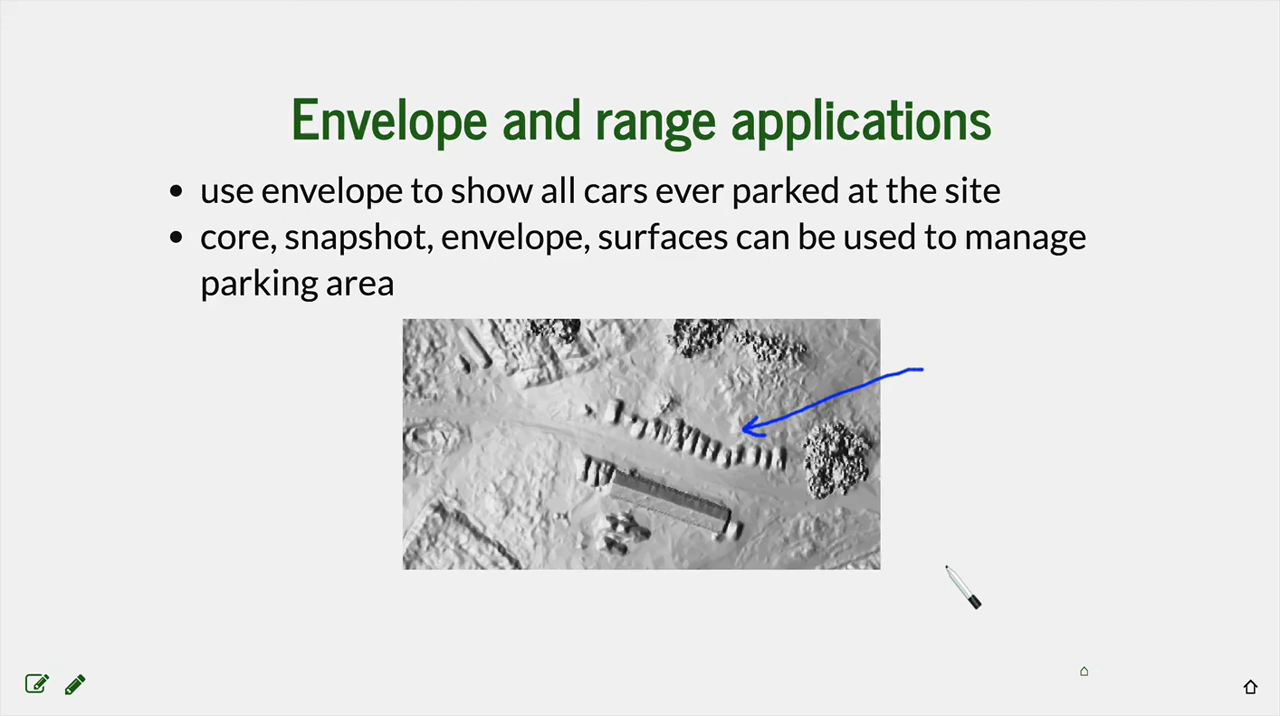 Envelope and range applications
use envelope to show all cars ever parked at the site
core, snapshot, envelope, surfaces can be used to manage
parking area